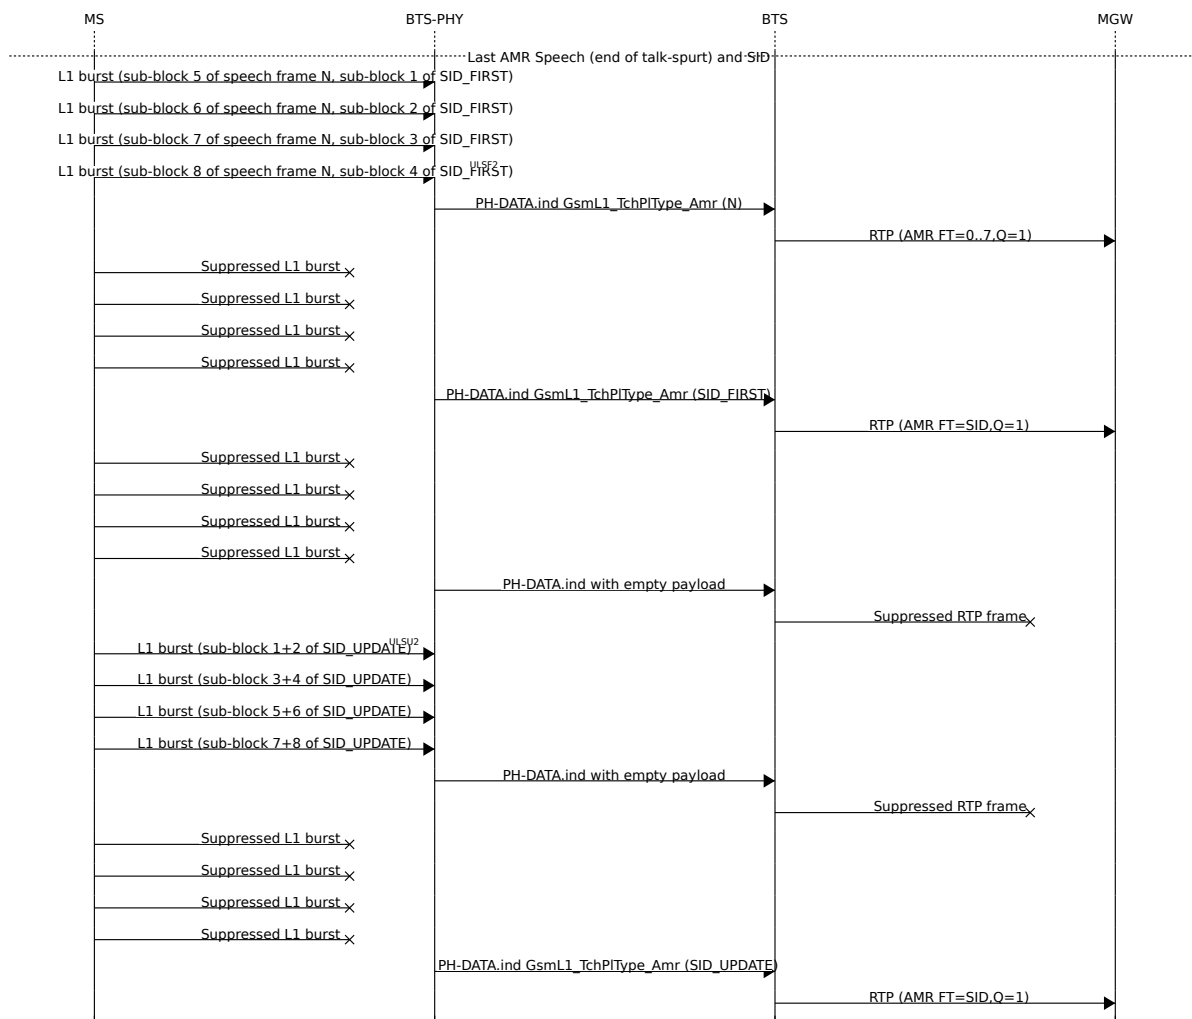 MS BTS-PHY BTS MGW
Last AMR Speech (end of talk-spurt) and SID
L1 burst (sub-block 5 of speech frame N, sub-block 1 of SID_FIRST)
L1 burst (sub-block 6 of speech frame N, sub-block 2 of SID_FIRST)
L1 burst (sub-block 7 of speech frame N, sub-block 3 of SID_FIRST)
ULSF2
L1 burst (sub-block 8 of speech frame N, sub-block 4 of SID_FIRST)
PH-DATA.ind GsmL1_TchPlType_Amr (N)
RTP (AMR FT=0..7,Q=1)
Suppressed L1 burst
Suppressed L1 burst
Suppressed L1 burst
Suppressed L1 burst
PH-DATA.ind GsmL1_TchPlType_Amr (SID_FIRST)
RTP (AMR FT=SID,Q=1)
Suppressed L1 burst
Suppressed L1 burst
Suppressed L1 burst
Suppressed L1 burst
PH-DATA.ind with empty payload
Suppressed RTP frame
ULSU2
L1 burst (sub-block 1+2 of SID_UPDATE)
L1 burst (sub-block 3+4 of SID_UPDATE)
L1 burst (sub-block 5+6 of SID_UPDATE)
L1 burst (sub-block 7+8 of SID_UPDATE)
PH-DATA.ind with empty payload
Suppressed RTP frame
Suppressed L1 burst
Suppressed L1 burst
Suppressed L1 burst
Suppressed L1 burst
PH-DATA.ind GsmL1_TchPlType_Amr (SID_UPDATE)
RTP (AMR FT=SID,Q=1)